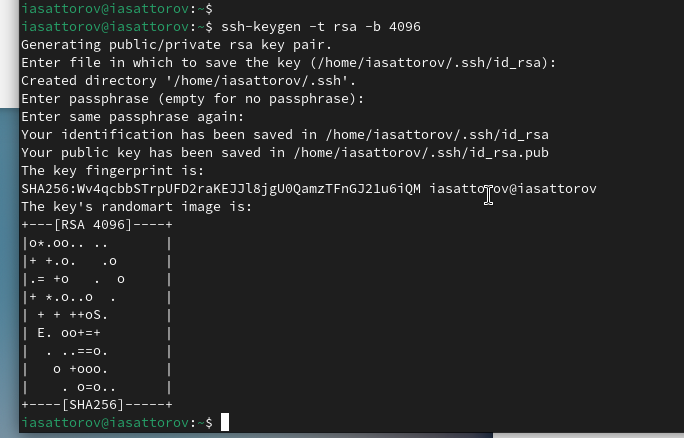 iasattorov@iasattorov:~$
iasattorov@iasattorov:~$ ssh-keygen -t rsa -b 4096
Generating public/private rsa key pair.
Enter file in which to save the key (/home/iasattorov/.ssh/id_rsa):
Created directory '/home/iasattorov/.ssh'.
Enter passphrase (empty for no passphrase):
Enter same passphrase again:
Your identification has been saved in /home/iasattorov/.ssh/id_rsa
Your public key has been saved in /home/iasattorov/.ssh/id_rsa.pub
The key fingerprint is:
SHA256:Wv4qcbbSTrpUFD2raKEJJl8jgU0QamzTFnGJ21u6iQM iasattorov@iasattorov
The key's randomart image is:
+---[RSA 4096]----+
|o*.oo.. ..       |
|+ +.o.   .o      |
|.= +o   .  o     |
|+ *.o..o  .      |
| + + ++oS.       |
| E. oo+=+        |
|  . ..==o.       |
|   o +ooo.       |
|    . o=o..      |
+----[SHA256]-----+
iasattorov@iasattorov:~$